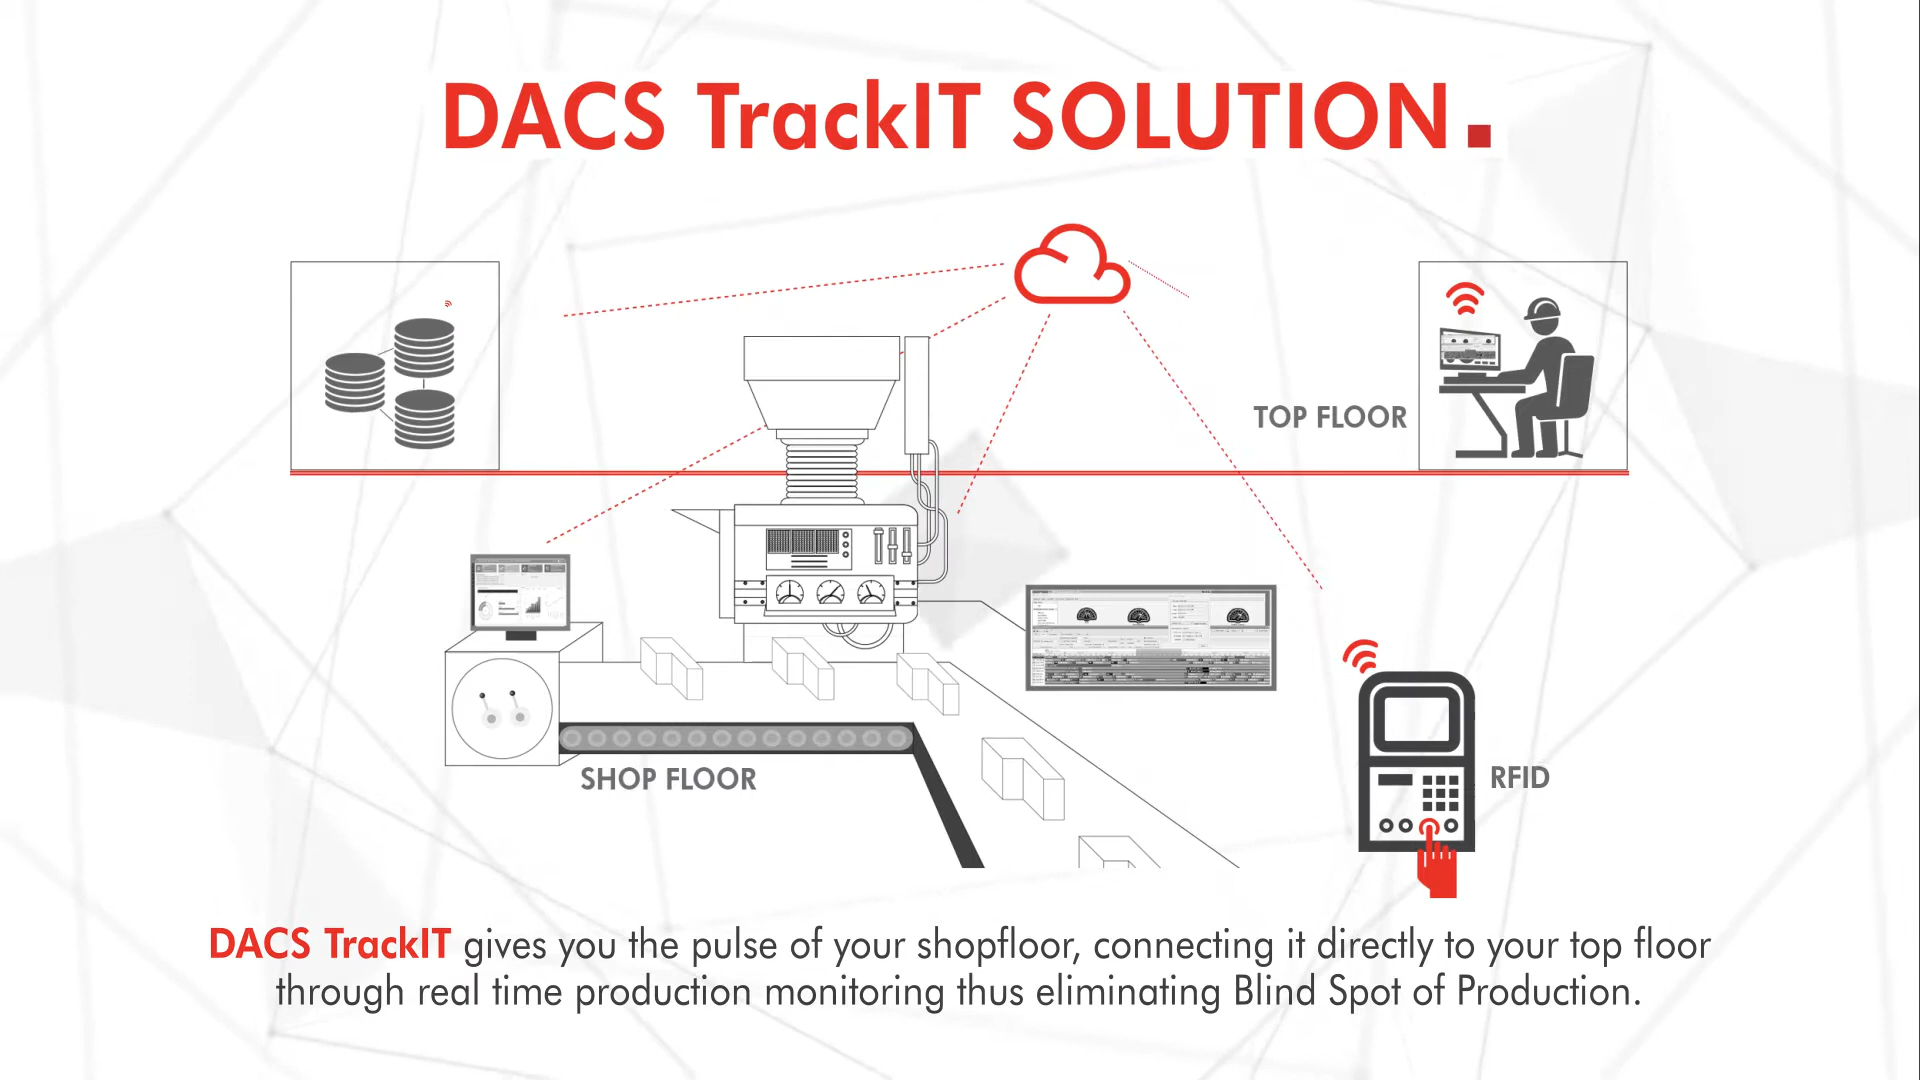 DACS TrackIT SOLUTION.
TOP FLOOR
SHOP FLOOR
RFID
DACS TrackIT gives you the pulse of your shopfloor, connecting it directly to your top floor
through real time production monitoring thus eliminating Blind Spot of Production.